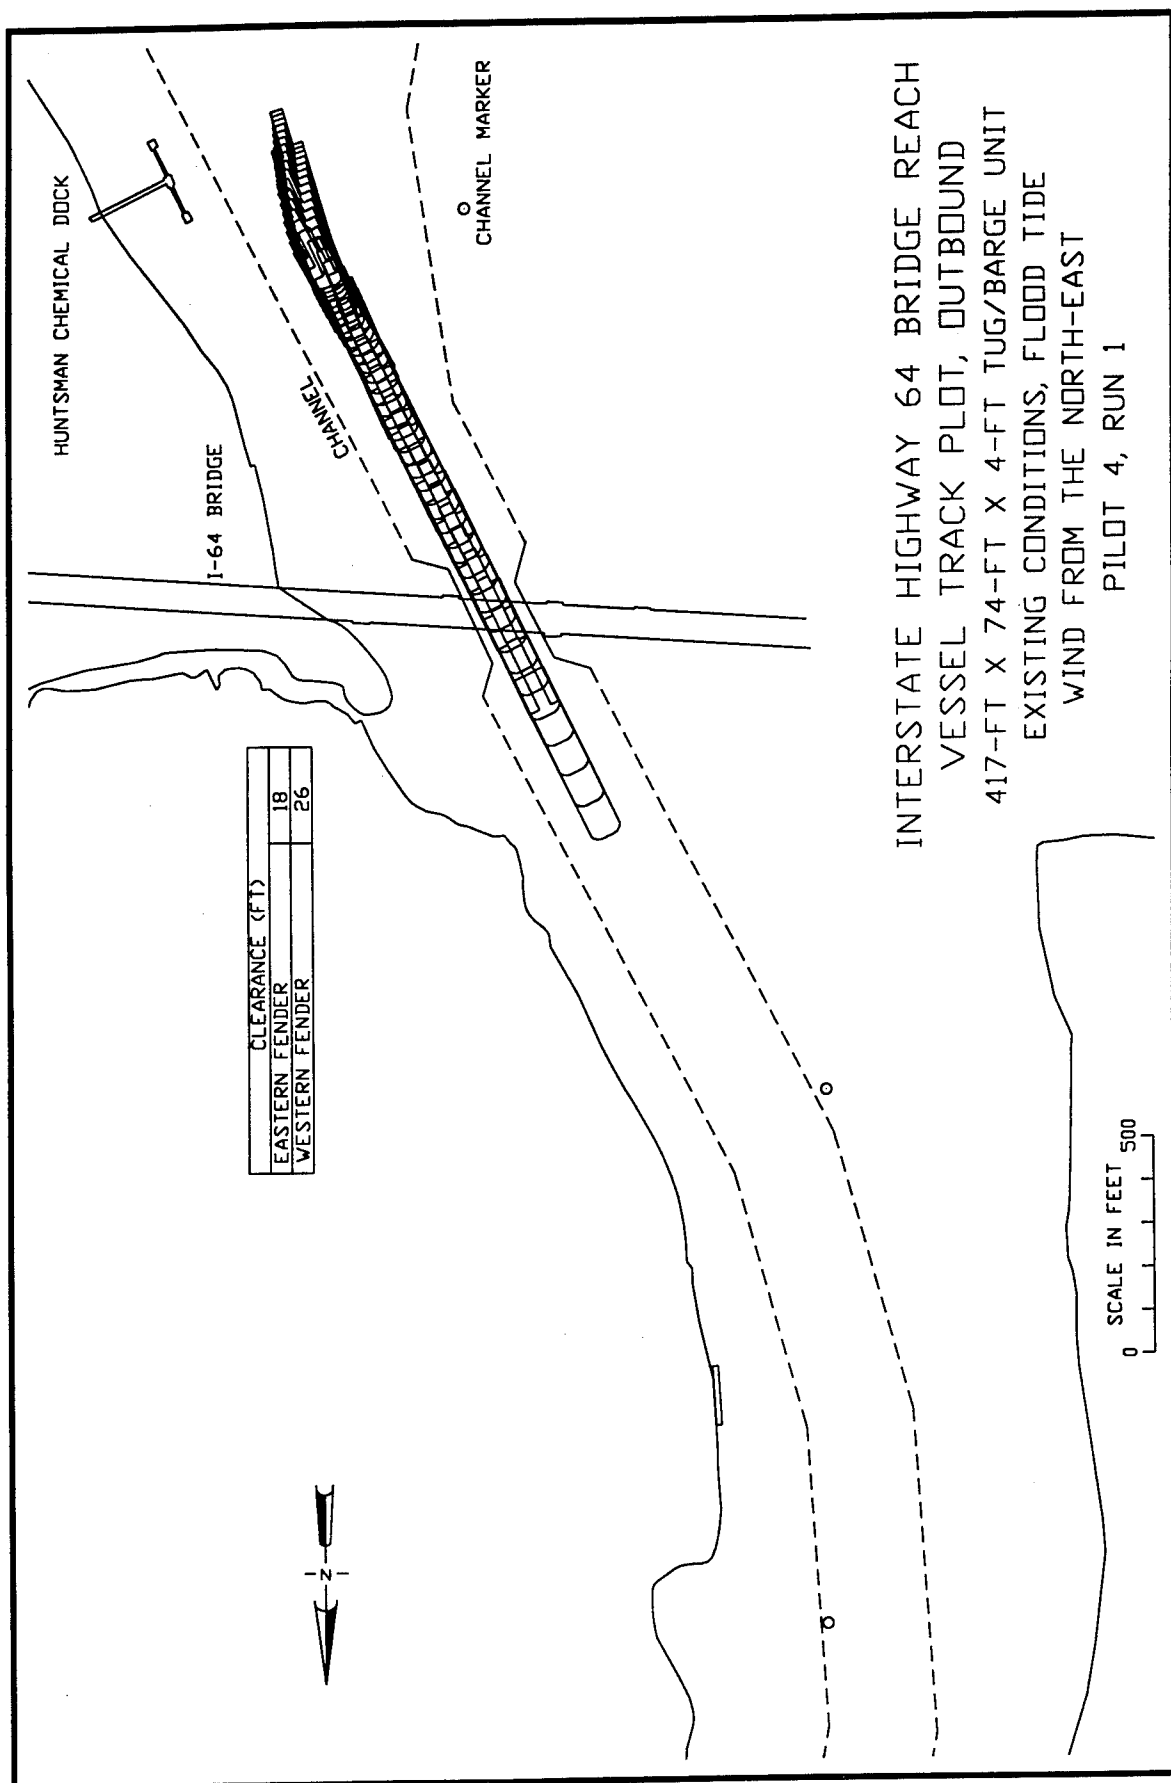 HUNTSMAN CHEMICAL DOCK
CHANNEL MARKER
CHANNEL
I-64 BRIDGE
CLEARANCE (FT)
EASTERN FENDER 18
WESTERN FENDER 26
-N-
SCALE IN FEET
0 500
INTERSTATE HIGHWAY 64 BRIDGE REACH
VESSEL TRACK PLOT, OUTBOUND
417-FT X 74-FT X 4-FT TUG/BARGE UNIT
EXISTING CONDITIONS, FLOOD TIDE
WIND FROM THE NORTH-EAST
PILOT 4, RUN 1